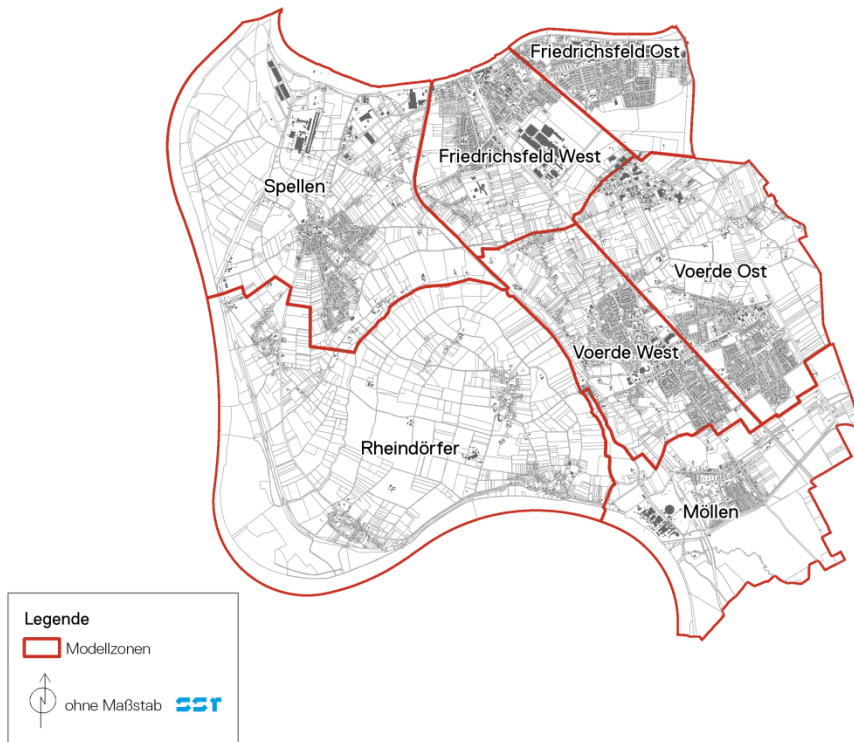 Friedrichsfeld Ost
Friedrichsfeld West
Spellen
Voerde Ost
Voerde West
Rheindörfer
Möllen
Legende
Modellzonen
N
ohne Maßstab ssr